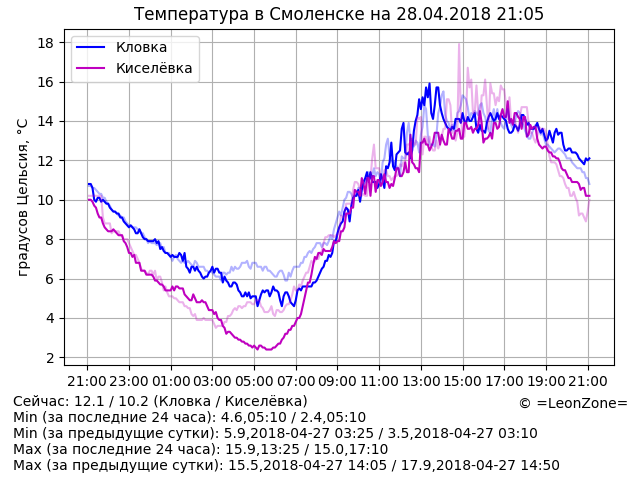 Температура в Смоленске на 28.04.2018 21:05
Кловка
Киселёвка
градусов Цельсия, °C
18
16
14
12
10
8
6
4
2
21:00 23:00 01:00 03:00 05:00 07:00 09:00 11:00 13:00 15:00 17:00 19:00 21:00
Сейчас: 12.1 / 10.2 (Кловка / Киселёвка)
© =LeonZone=
Min (за последние 24 часа): 4.6,05:10 / 2.4,05:10
Min (за предыдущие сутки): 5.9,2018-04-27 03:25 / 3.5,2018-04-27 03:10
Max (за последние 24 часа): 15.9,13:25 / 15.0,17:10
Max (за предыдущие сутки): 15.5,2018-04-27 14:05 / 17.9,2018-04-27 14:50